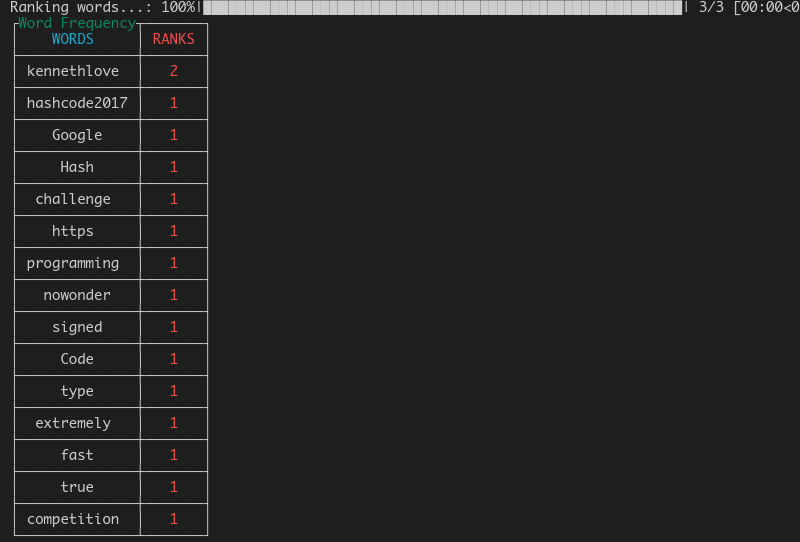 Ranking words...: 100%| | 3/3 [00:00<0
Word Frequency
WORDS RANKS
kennethlove 2
hashcode2017 1
Google 1
Hash 1
challenge 1
https 1
programming 1
nowonder 1
signed 1
Code 1
type 1
extremely 1
fast 1
true 1
competition 1